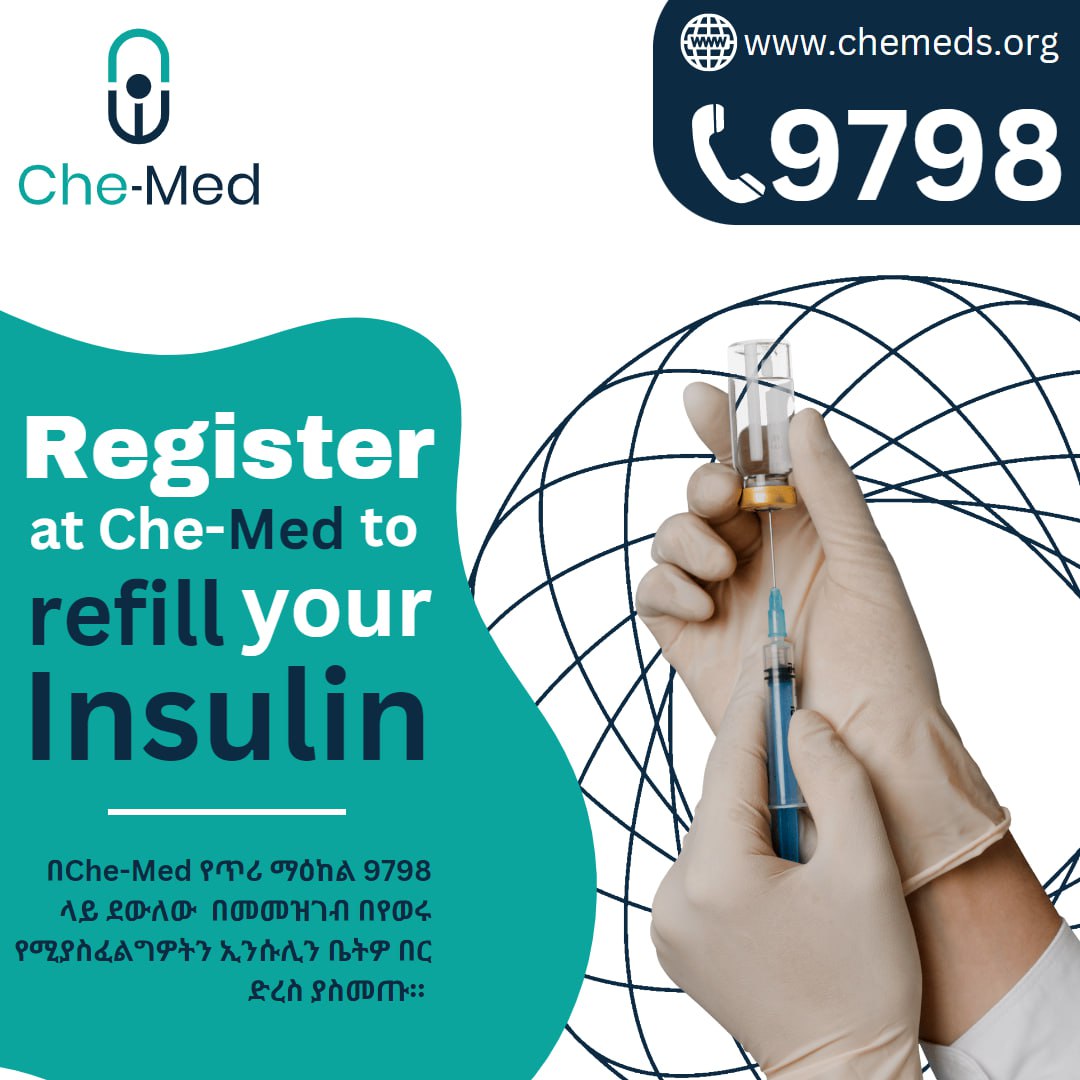 Che-Med
www.chemeds.org
9798
Register
at Che-Med to
refill your
Insulin
በChe-Med የጥሪ ማዕከል 9798
ላይ ደውለው በመመዝገብ በየወሩ
የሚያስፈልግዎትን ኢንሱሊን ቤትዎ በር
ድረስ ያስመጡ።